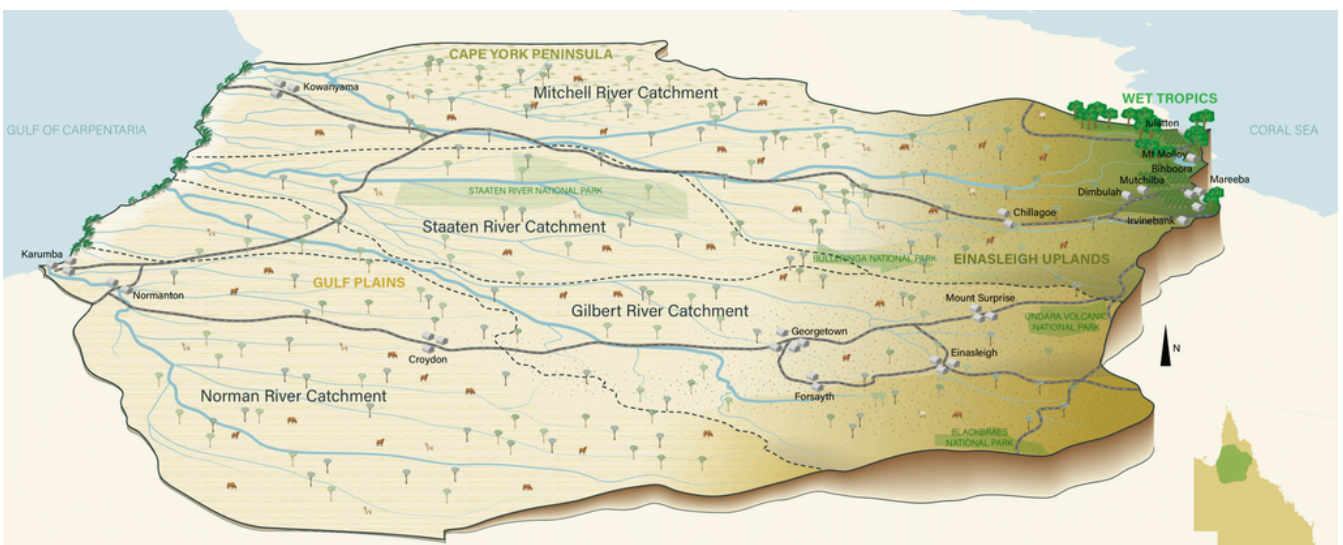 CAPE YORK PENINSULA
Mitchell River Catchment
Kowanyama
WET TROPICS
Julatten
GULF OF CARPENTARIA
CORAL SEA
Mt Molloy
Bihboora
Mutchilba
Mareeba
Dimbulah
STAATEN RIVER NATIONAL PARK
Chillagoe
Irvinebank
Staaten River Catchment
Karumba
BULLERINGA NATIONAL PARK
EINASLEIGH UPLANDS
GULF PLAINS
Normanton
Mount Surprise
Gilbert River Catchment
UNDARA VOLCANIC
NATIONAL PARK
Georgetown
N
Croydon
Einasleigh
Forsayth
Norman River Catchment
BLACKBRAES
NATIONAL PARK